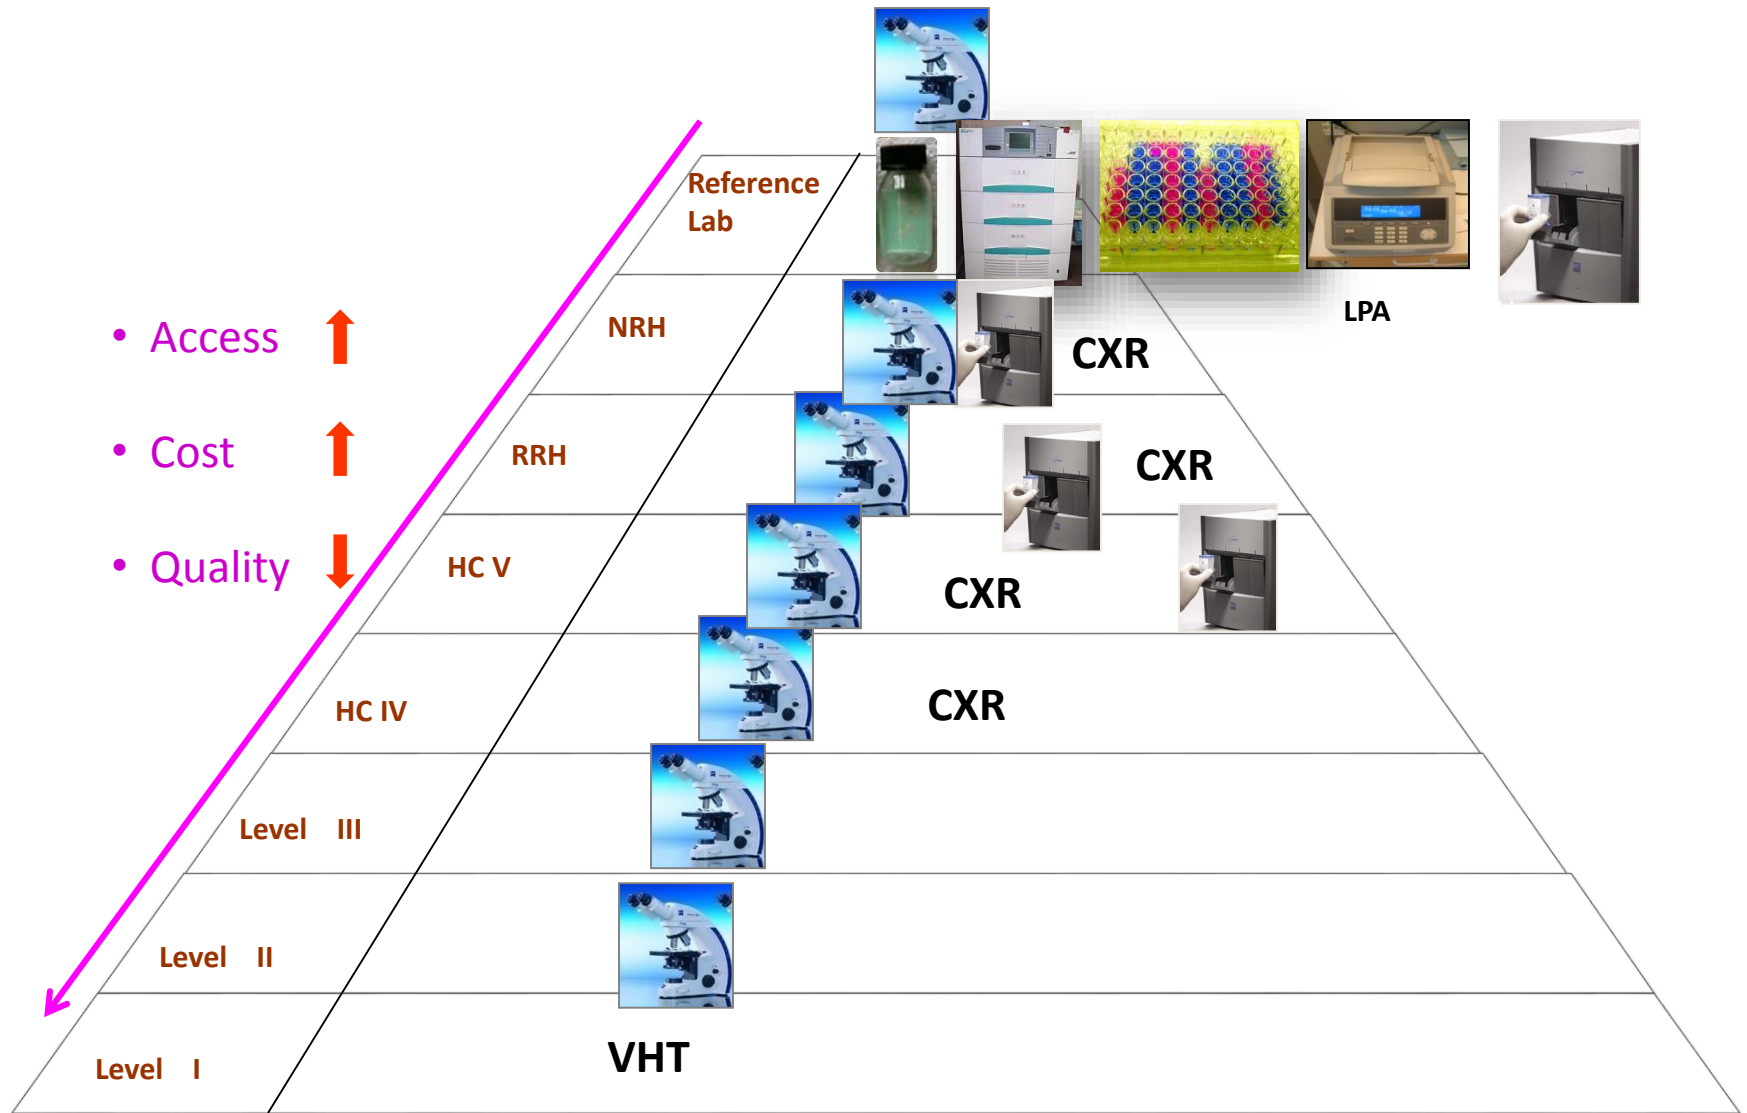 Reference
Lab
LPA
• Access
NRH
CXR
• Cost
RRH
CXR
• Quality
HC V
CXR
HC IV
CXR
Level III
Level II
Level I
VHT